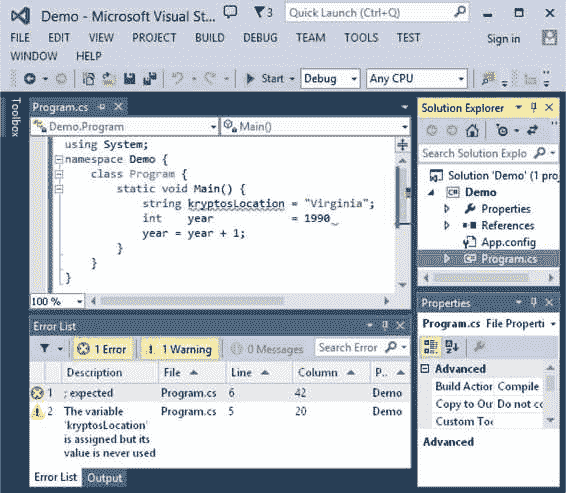 Demo - Microsoft Visual St... 3 Quick Launch (Ctrl+Q)
FILE EDIT VIEW PROJECT BUILD DEBUG TEAM TOOLS TEST Sign in
WINDOW HELP
Start Debug Any CPU
Toolbox
Program.cs
Demo.Program Main()
using System;
namespace Demo {
class Program {
static void Main() {
string kryptosLocation = "Virginia";
int year = 1990
year = year + 1;
}
}
}
100 %
Solution Explorer
Search Solution Explo
Solution 'Demo' (1 proj
Demo
Properties
References
App.config
Program.cs
Error List
1 Error 1 Warning 0 Messages Search Error
Description File Line Column P..
1 ; expected Program.cs 6 42 Demo
2 The variable Program.cs 5 20 Demo
'kryptosLocation'
is assigned but its
value is never used
Error List Output
Properties
Program.cs File Properti
Advanced
Build Action Compile
Copy to Ou Do not co
Custom Toc
Advanced